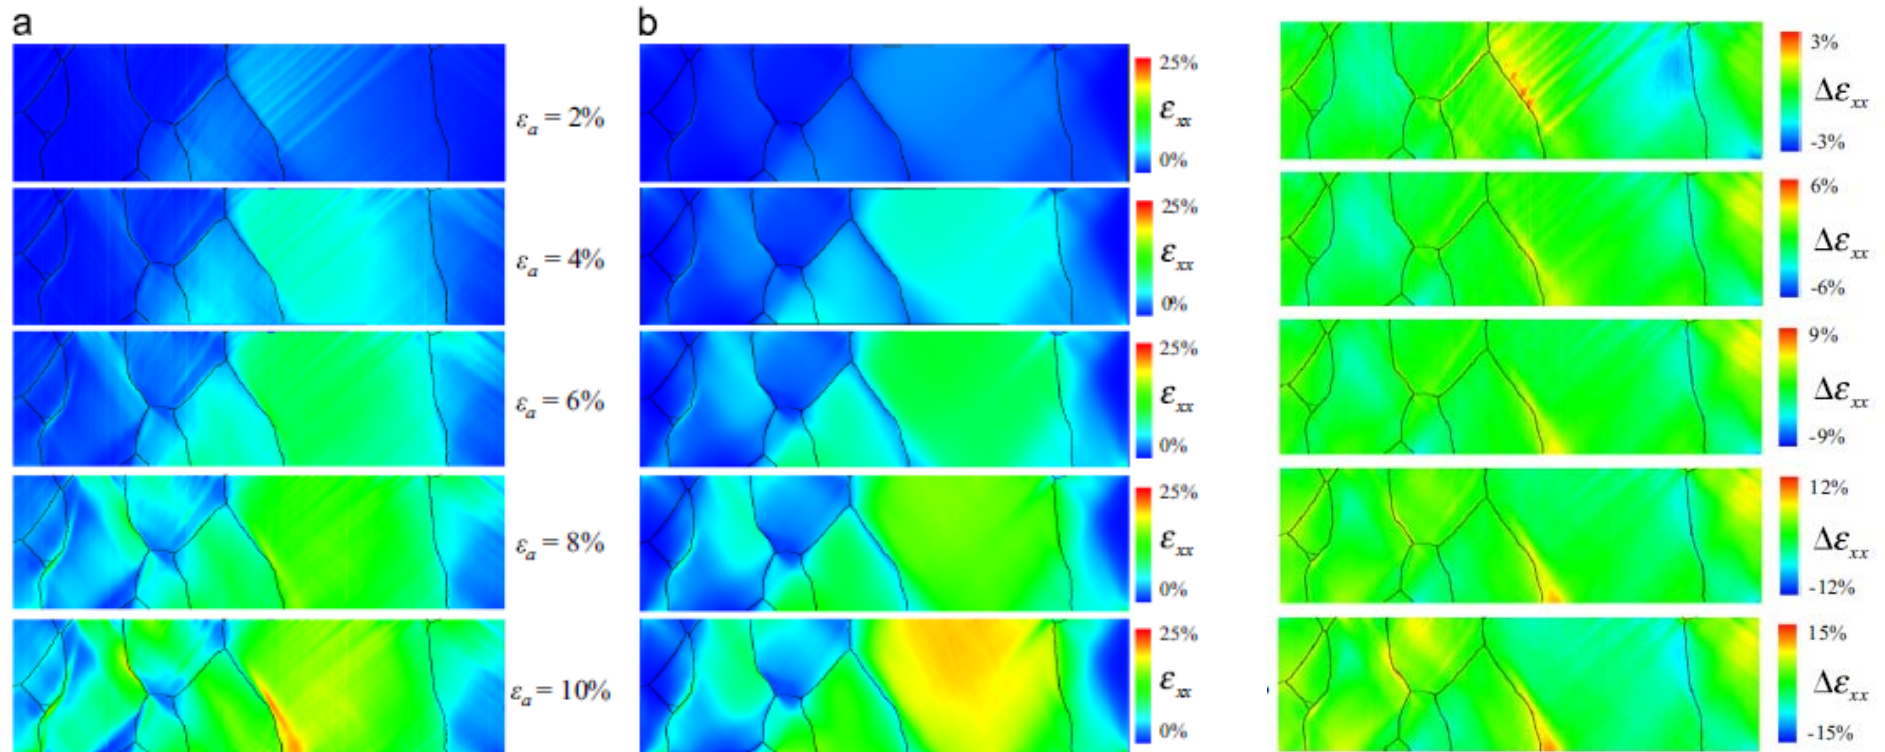 a
b
εa = 2%
25%
εxx
0%
3%
Δεxx
-3%
εa = 4%
25%
εxx
0%
6%
Δεxx
-6%
εa = 6%
25%
εxx
0%
9%
Δεxx
-9%
εa = 8%
25%
εxx
0%
12%
Δεxx
-12%
εa = 10%
25%
εxx
0%
15%
Δεxx
-15%